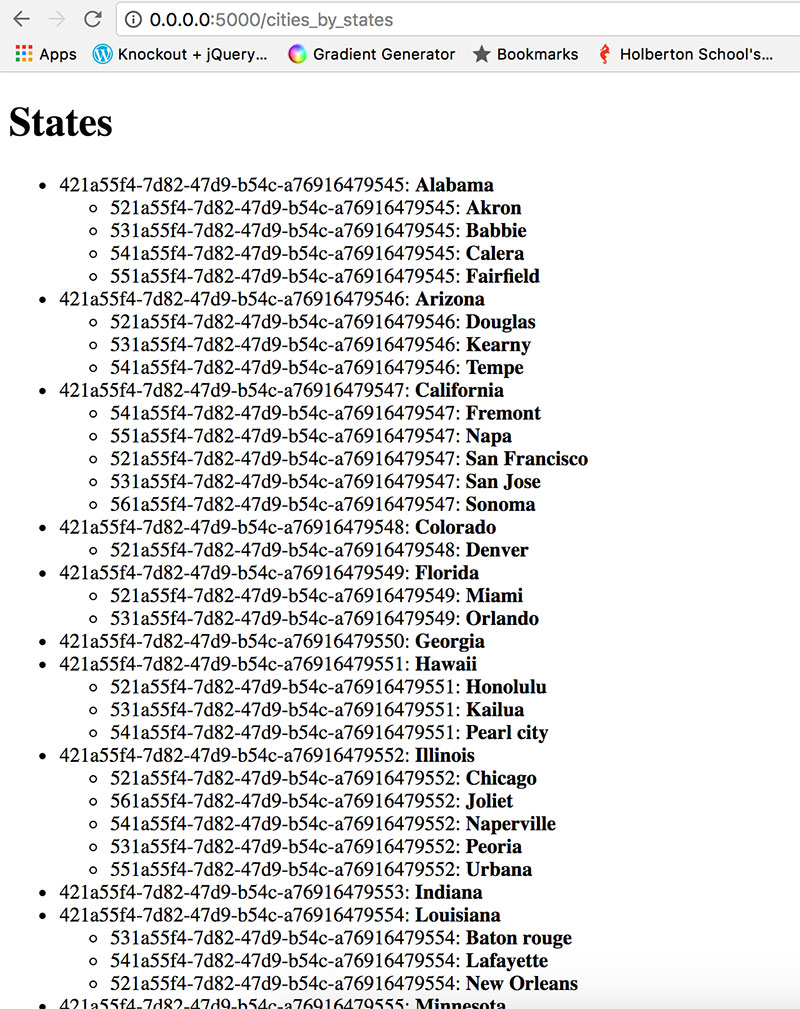 0.0.0.0:5000/cities_by_states
Apps Knockout + jQuery... Gradient Generator Bookmarks Holberton School's...
States
421a55f4-7d82-47d9-b54c-a76916479545: Alabama
521a55f4-7d82-47d9-b54c-a76916479545: Akron
531a55f4-7d82-47d9-b54c-a76916479545: Babbie
541a55f4-7d82-47d9-b54c-a76916479545: Calera
551a55f4-7d82-47d9-b54c-a76916479545: Fairfield
421a55f4-7d82-47d9-b54c-a76916479546: Arizona
521a55f4-7d82-47d9-b54c-a76916479546: Douglas
531a55f4-7d82-47d9-b54c-a76916479546: Kearny
541a55f4-7d82-47d9-b54c-a76916479546: Tempe
421a55f4-7d82-47d9-b54c-a76916479547: California
541a55f4-7d82-47d9-b54c-a76916479547: Fremont
551a55f4-7d82-47d9-b54c-a76916479547: Napa
521a55f4-7d82-47d9-b54c-a76916479547: San Francisco
531a55f4-7d82-47d9-b54c-a76916479547: San Jose
561a55f4-7d82-47d9-b54c-a76916479547: Sonoma
421a55f4-7d82-47d9-b54c-a76916479548: Colorado
521a55f4-7d82-47d9-b54c-a76916479548: Denver
421a55f4-7d82-47d9-b54c-a76916479549: Florida
521a55f4-7d82-47d9-b54c-a76916479549: Miami
531a55f4-7d82-47d9-b54c-a76916479549: Orlando
421a55f4-7d82-47d9-b54c-a76916479550: Georgia
421a55f4-7d82-47d9-b54c-a76916479551: Hawaii
521a55f4-7d82-47d9-b54c-a76916479551: Honolulu
531a55f4-7d82-47d9-b54c-a76916479551: Kailua
541a55f4-7d82-47d9-b54c-a76916479551: Pearl city
421a55f4-7d82-47d9-b54c-a76916479552: Illinois
521a55f4-7d82-47d9-b54c-a76916479552: Chicago
561a55f4-7d82-47d9-b54c-a76916479552: Joliet
541a55f4-7d82-47d9-b54c-a76916479552: Naperville
531a55f4-7d82-47d9-b54c-a76916479552: Peoria
551a55f4-7d82-47d9-b54c-a76916479552: Urbana
421a55f4-7d82-47d9-b54c-a76916479553: Indiana
421a55f4-7d82-47d9-b54c-a76916479554: Louisiana
531a55f4-7d82-47d9-b54c-a76916479554: Baton rouge
541a55f4-7d82-47d9-b54c-a76916479554: Lafayette
521a55f4-7d82-47d9-b54c-a76916479554: New Orleans
421a55f4-7d82-47d9-b54c-a76916479555: Minnesota